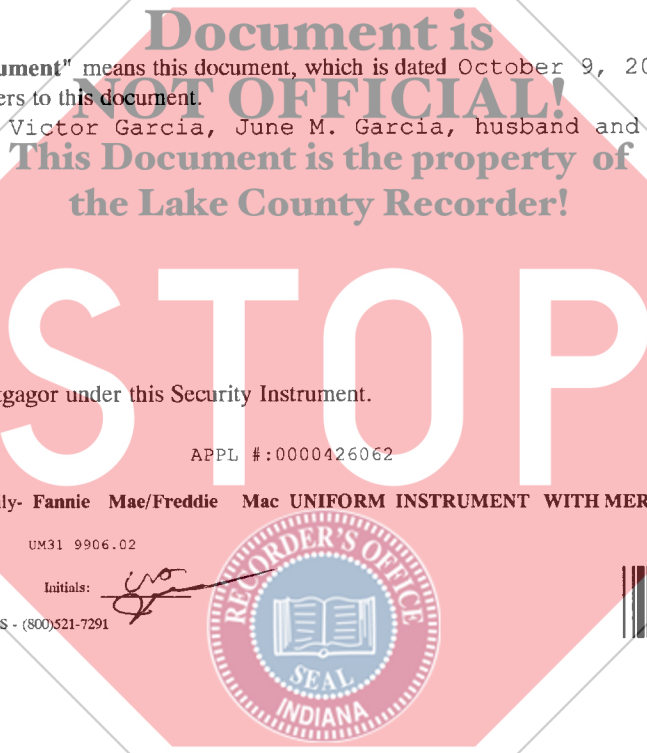 Document is
ument" means this document, which is dated October 9, 20
ers to this document.
NOT OFFICIAL!
Victor Garcia, June M. Garcia, husband and
This Document is the property of
the Lake County Recorder!
STOP
tgagor under this Security Instrument.
APPL #:0000426062
ily- Fannie Mae/Freddie Mac UNIFORM INSTRUMENT WITH MER
UM31 9906.02
Initials:
S - (800)521-7291
RECORDER'S OFFICE
SEAL
INDIANA